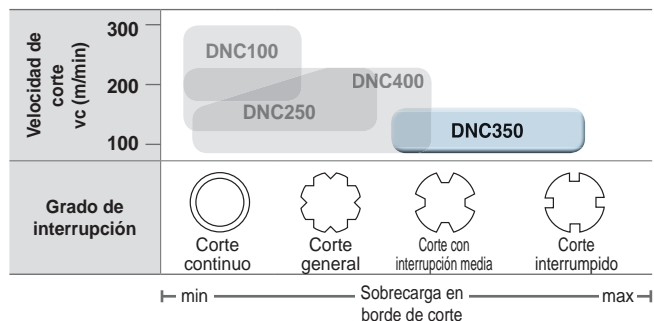 Velocidad de
corte
vc (m/min)
300
200
100
DNC100
DNC400
DNC250
DNC350
Grado de
interrupción
Corte
continuo
Corte
general
Corte con
interrupción media
Corte
interrumpido
min
Sobrecarga en
borde de corte
max